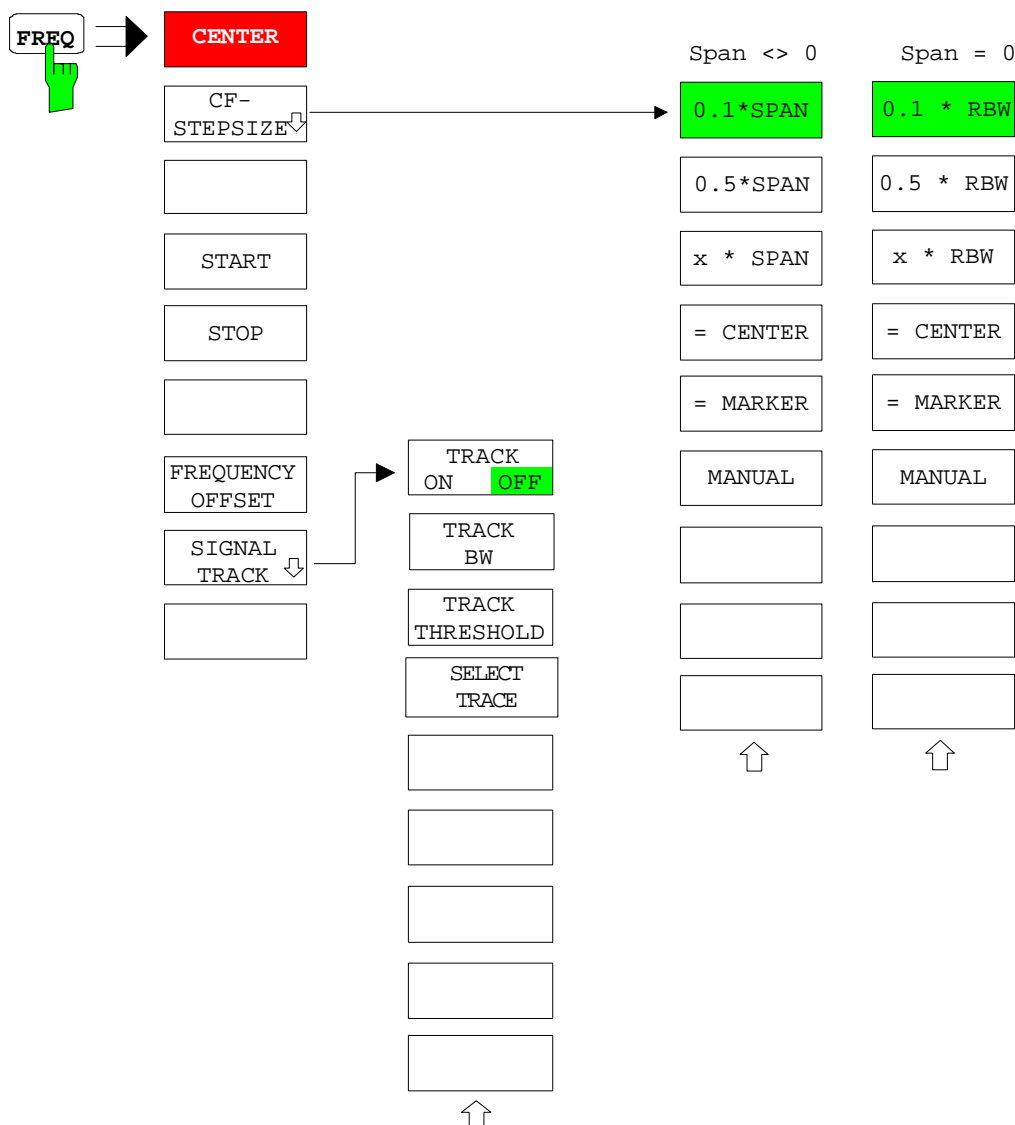 FREQ
CENTER
CF-
STEPSIZE
START
STOP
FREQUENCY
OFFSET
SIGNAL
TRACK
TRACK
ON OFF
TRACK
BW
TRACK
THRESHOLD
SELECT
TRACE
Span <> 0
0.1*SPAN
0.5*SPAN
x * SPAN
= CENTER
= MARKER
MANUAL
Span = 0
0.1 * RBW
0.5 * RBW
x * RBW
= CENTER
= MARKER
MANUAL